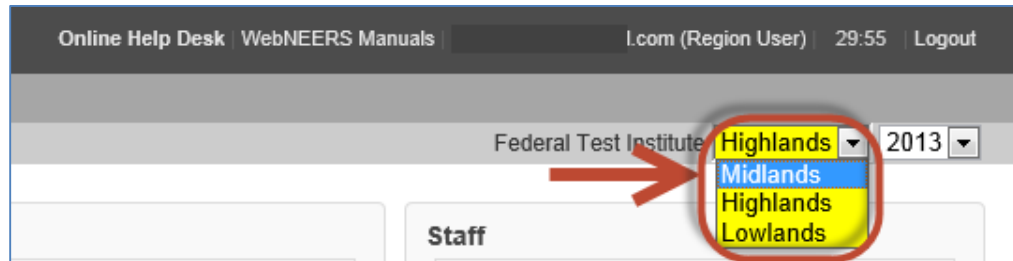 Online Help Desk | WebNEERS Manuals | l.com (Region User) | 29:55 | Logout
Federal Test Institute Highlands 2013
Midlands
Highlands
Staff Lowlands